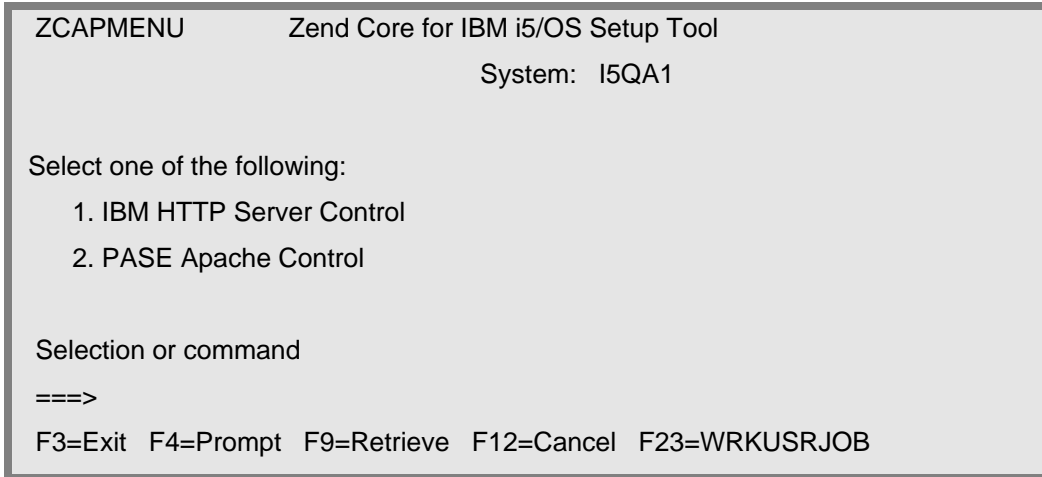 ZCAPMENU Zend Core for IBM i5/OS Setup Tool
System: I5QA1
Select one of the following:
1. IBM HTTP Server Control
2. PASE Apache Control
Selection or command
===>
F3=Exit F4=Prompt F9=Retrieve F12=Cancel F23=WRKUSRJOB